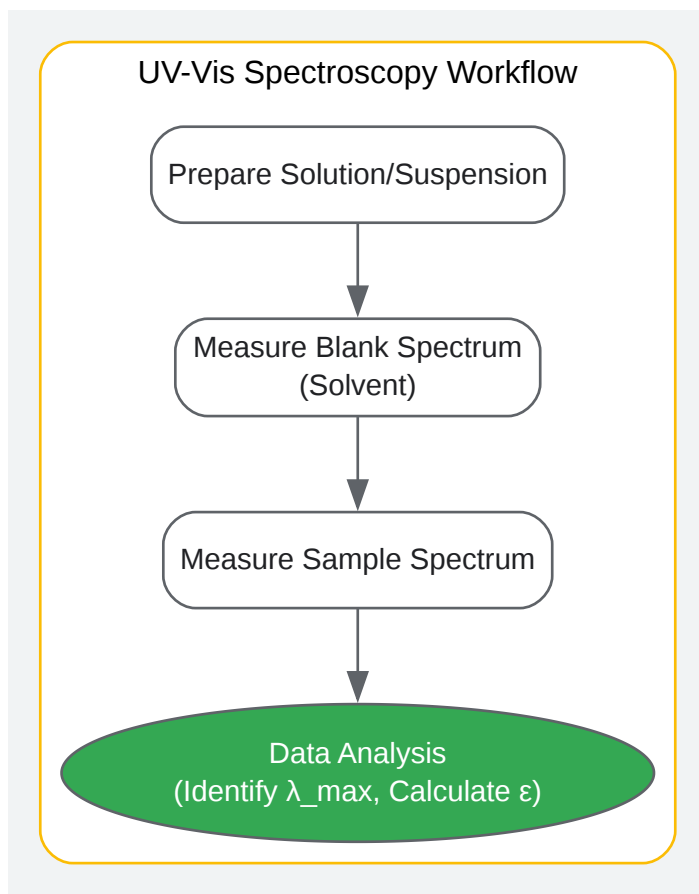 UV-Vis Spectroscopy Workflow
Prepare Solution/Suspension
Measure Blank Spectrum
(Solvent)
Measure Sample Spectrum
Data Analysis
(Identify λ_max, Calculate ε)